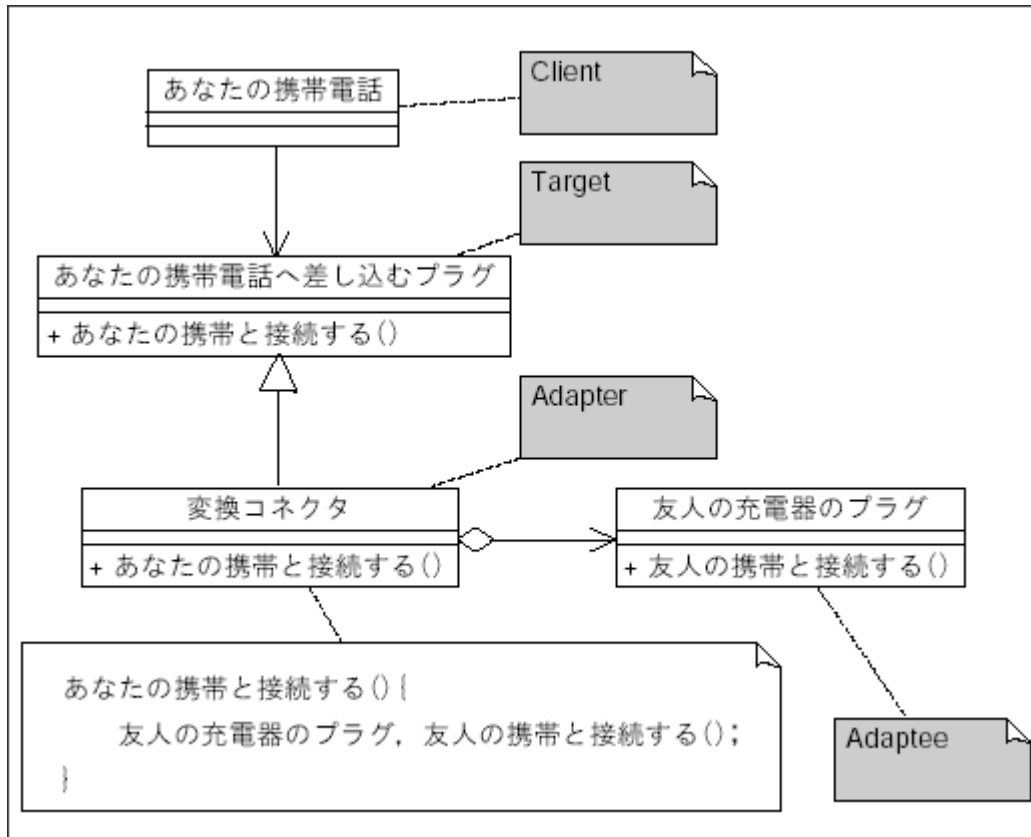 あなたの携帯電話
Client
Target
あなたの携帯電話へ差し込むプラグ
+ あなたの携帯と接続する()
Adapter
変換コネクタ
+ あなたの携帯と接続する()
友人の充電器のプラグ
+ 友人の携帯と接続する()
あなたの携帯と接続する(){
友人の充電器のプラグ, 友人の携帯と接続する();
}
Adaptee